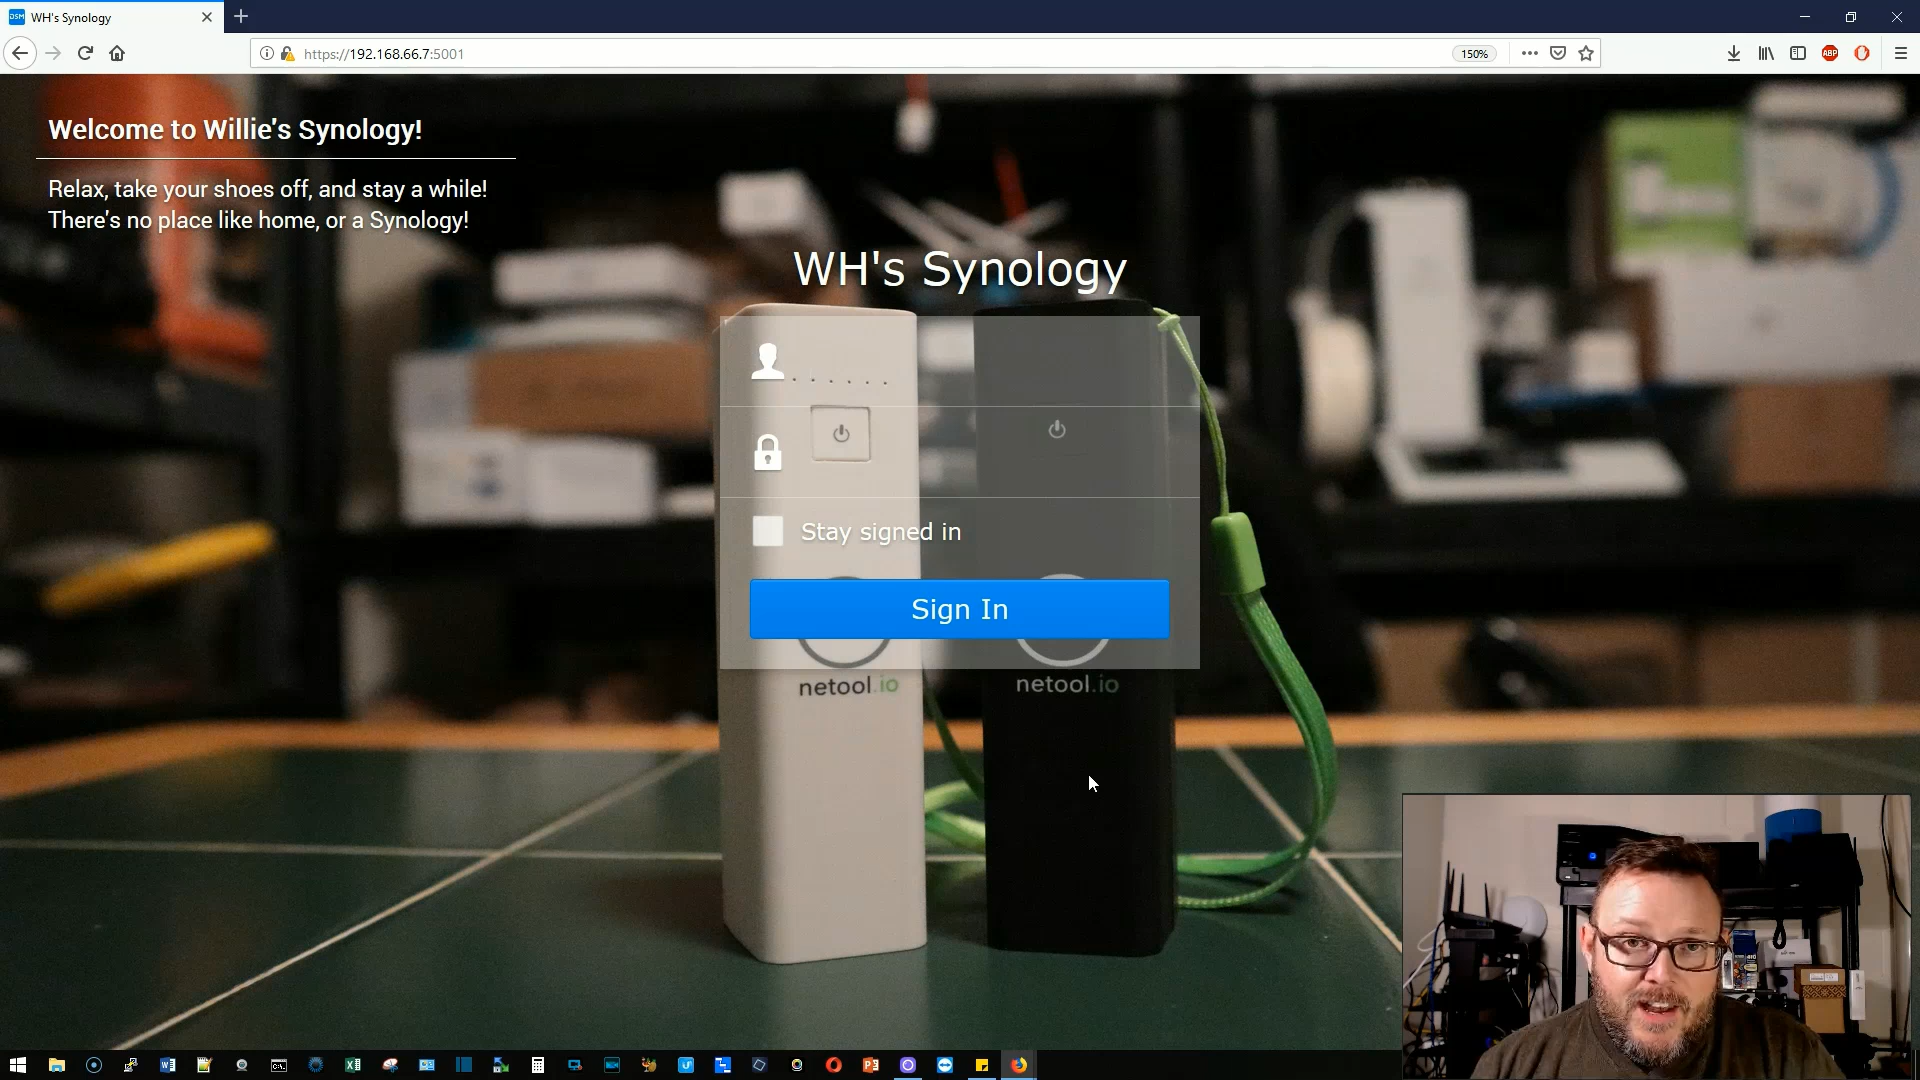 WH's Synology
https://192.168.66.7:5001
150%
ABP
Welcome to Willie's Synology!
Relax, take your shoes off, and stay a while!
There's no place like home, or a Synology!
WH's Synology
Stay signed in
Sign In
netool.io
netool.io